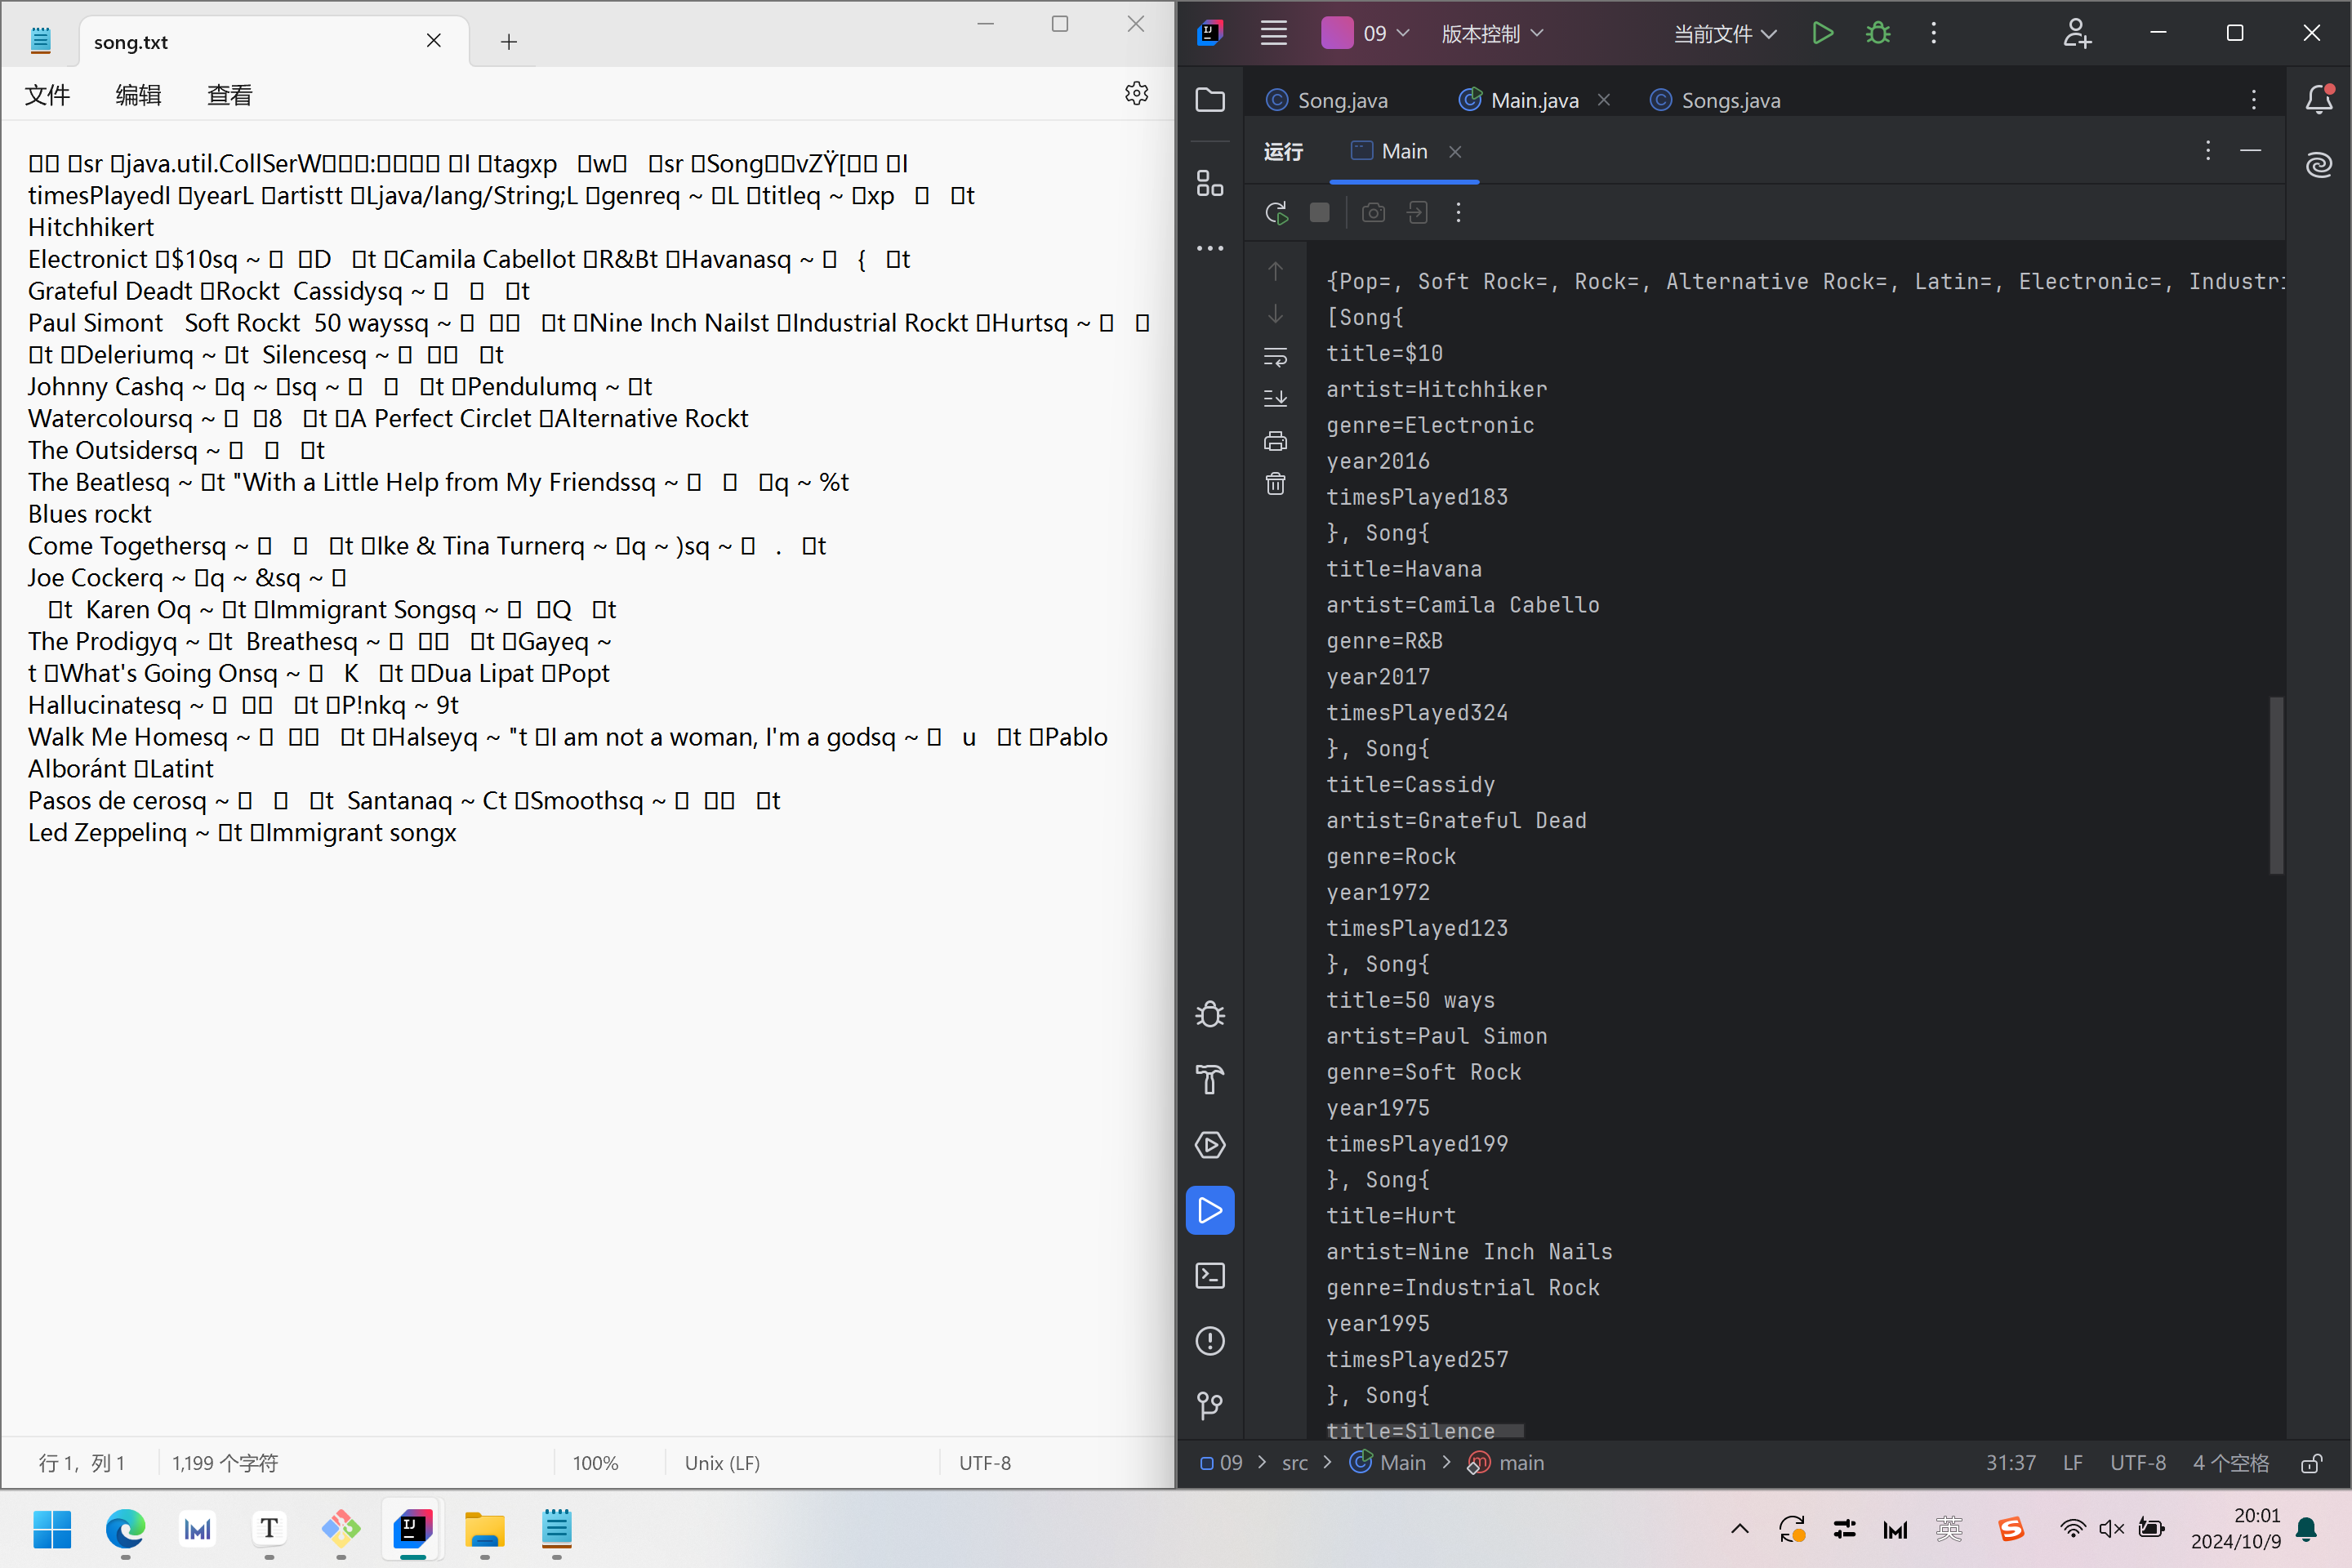 song.txt
文件 编辑 查看
sr java.util.CollSerW : I tagxp w sr Song vZŸ[ I
timesPlayedI yearL artistt Ljava/lang/String;L genreq ~ L titleq ~ xp t
Hitchhikert
Electronict $10sq ~ D t Camila Cabellot R&Bt Havanasq ~ { t
Grateful Deadt Rockt Cassidysq ~ t
Paul Simont Soft Rockt 50 wayssq ~ t Nine Inch Nailst Industrial Rockt Hurtsq ~
t Deleriumq ~ t Silencesq ~ t
Johnny Cashq ~ q ~ sq ~ t Pendulumq ~ t
Watercoloursq ~ 8 t A Perfect Circlet Alternative Rockt
The Outsidersq ~ t
The Beatlesq ~ t "With a Little Help from My Friendssq ~ q ~ %t
Blues rockt
Come Togethersq ~ t Ike & Tina Turnerq ~ q ~ )sq ~ . t
Joe Cockerq ~ q ~ &sq ~
t Karen Oq ~ t Immigrant Songsq ~ Q t
The Prodigyq ~ t Breathesq ~ t Gayeq ~
t What's Going Onsq ~ K t Dua Lipat Popt
Hallucinatesq ~ t P!nkq ~ 9t
Walk Me Homesq ~ t Halseyq ~ "t I am not a woman, I'm a godsq ~ u t Pablo
Alboránt Latint
Pasos de cerosq ~ t Santanaq ~ Ct Smoothsq ~ t
Led Zeppelinq ~ t Immigrant songx
行 1，列 1 1,199 个字符 100% Unix (LF) UTF-8
09 版本控制 当前文件
Song.java Main.java Songs.java
运行 Main
{Pop=, Soft Rock=, Rock=, Alternative Rock=, Latin=, Electronic=, Industri
[Song{
title=$10
artist=Hitchhiker
genre=Electronic
year2016
timesPlayed183
}, Song{
title=Havana
artist=Camila Cabello
genre=R&B
year2017
timesPlayed324
}, Song{
title=Cassidy
artist=Grateful Dead
genre=Rock
year1972
timesPlayed123
}, Song{
title=50 ways
artist=Paul Simon
genre=Soft Rock
year1975
timesPlayed199
}, Song{
title=Hurt
artist=Nine Inch Nails
genre=Industrial Rock
year1995
timesPlayed257
}, Song{
title=Silence
09 > src > Main > main 31:37 LF UTF-8 4 个空格
英 20:01
2024/10/9